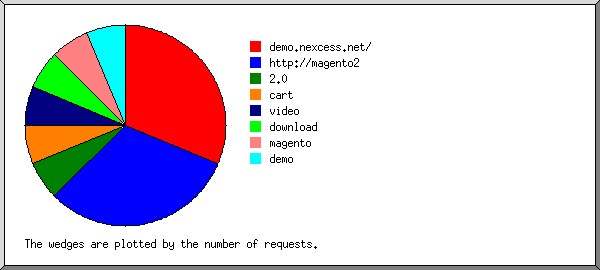 demo.nexcess.net/
http://magento2
2.0
cart
video
download
magento
demo
The wedges are plotted by the number of requests.